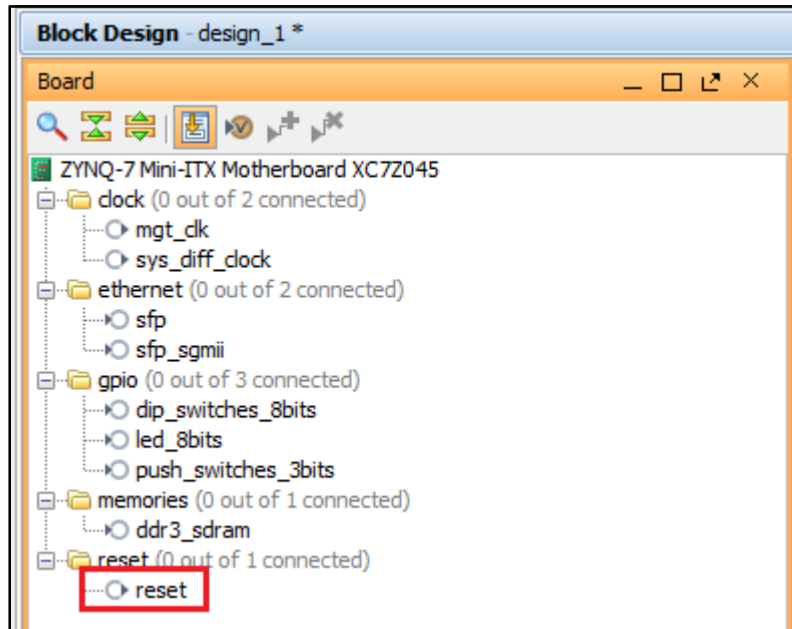 Block Design - design_1 *
Board
ZYNQ-7 Mini-ITX Motherboard XC7Z045
clock (0 out of 2 connected)
mgt_clk
sys_diff_clock
ethernet (0 out of 2 connected)
sfp
sfp_sgmii
gpio (0 out of 3 connected)
dip_switches_8bits
led_8bits
push_switches_3bits
memories (0 out of 1 connected)
ddr3_sdram
reset (0 out of 1 connected)
reset